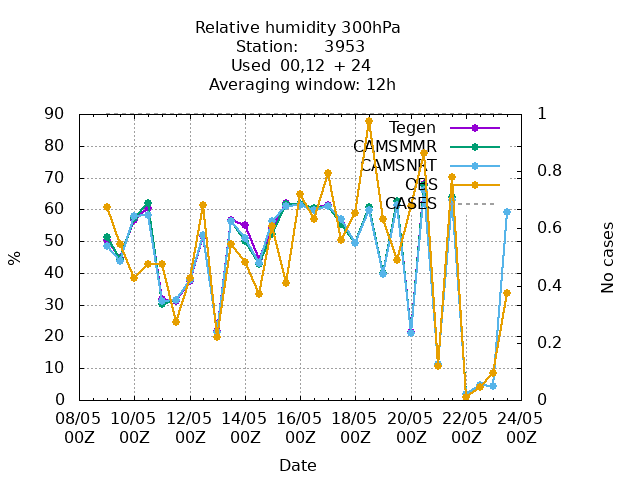 Relative humidity 300hPa
Station: 3953
Used 00,12 + 24
Averaging window: 12h
90 1
80
70 0.8
60
50 0.6
40 0.4
30
20 0.2
10
0 0
%
No cases
Tegen
CAMSMMR
CAMSNRT
OBS
CASES
08/05 10/05 12/05 14/05 16/05 18/05 20/05 22/05 24/05
00Z 00Z 00Z 00Z 00Z 00Z 00Z 00Z 00Z
Date